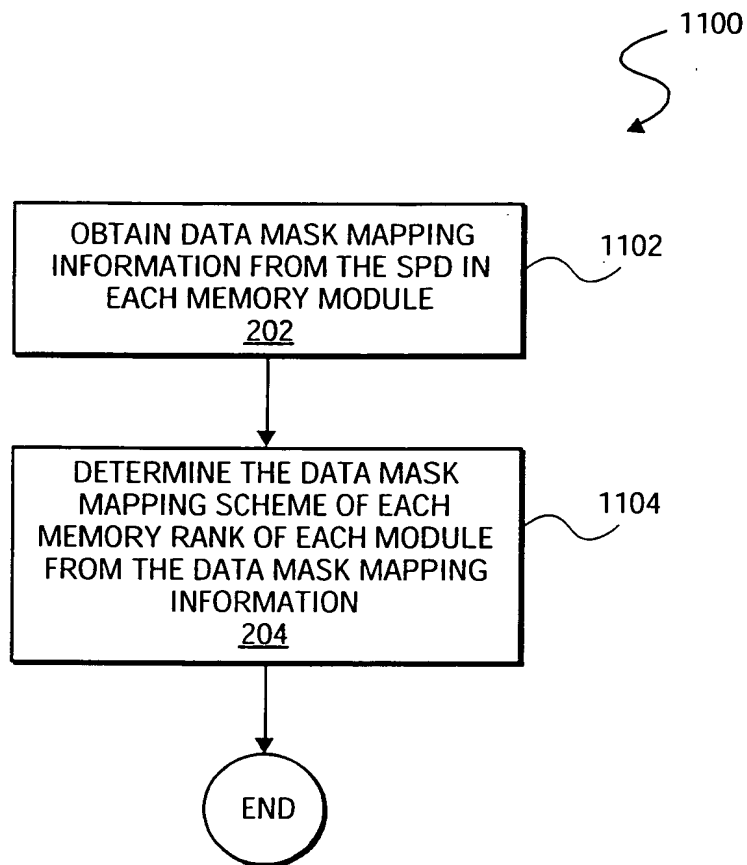 1100
OBTAIN DATA MASK MAPPING
INFORMATION FROM THE SPD IN
EACH MEMORY MODULE
202
1102
DETERMINE THE DATA MASK
MAPPING SCHEME OF EACH
MEMORY RANK OF EACH MODULE
FROM THE DATA MASK MAPPING
INFORMATION
204
1104
END